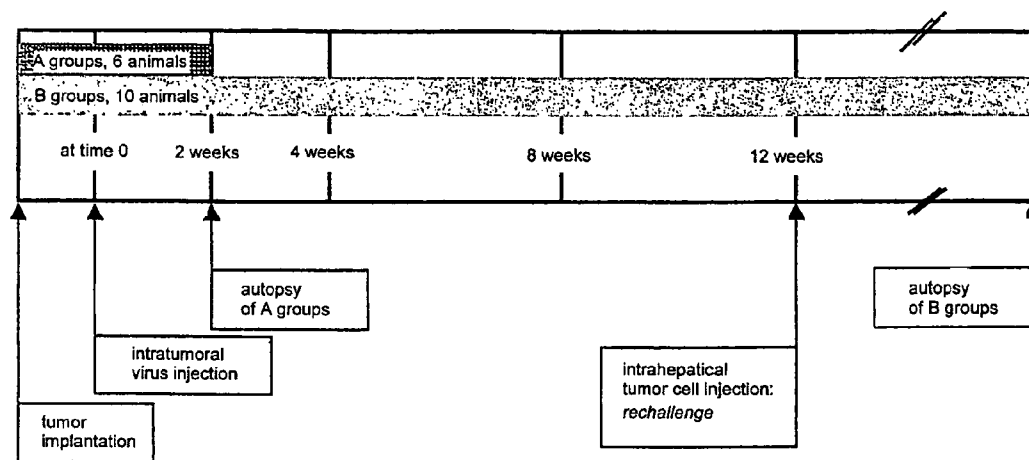 A groups, 6 animals
B groups, 10 animals
at time 0
2 weeks
4 weeks
8 weeks
12 weeks
autopsy
of A groups
autopsy
of B groups
intratumoral
virus injection
intrahepatical
tumor cell injection:
rechallenge
tumor
implantation